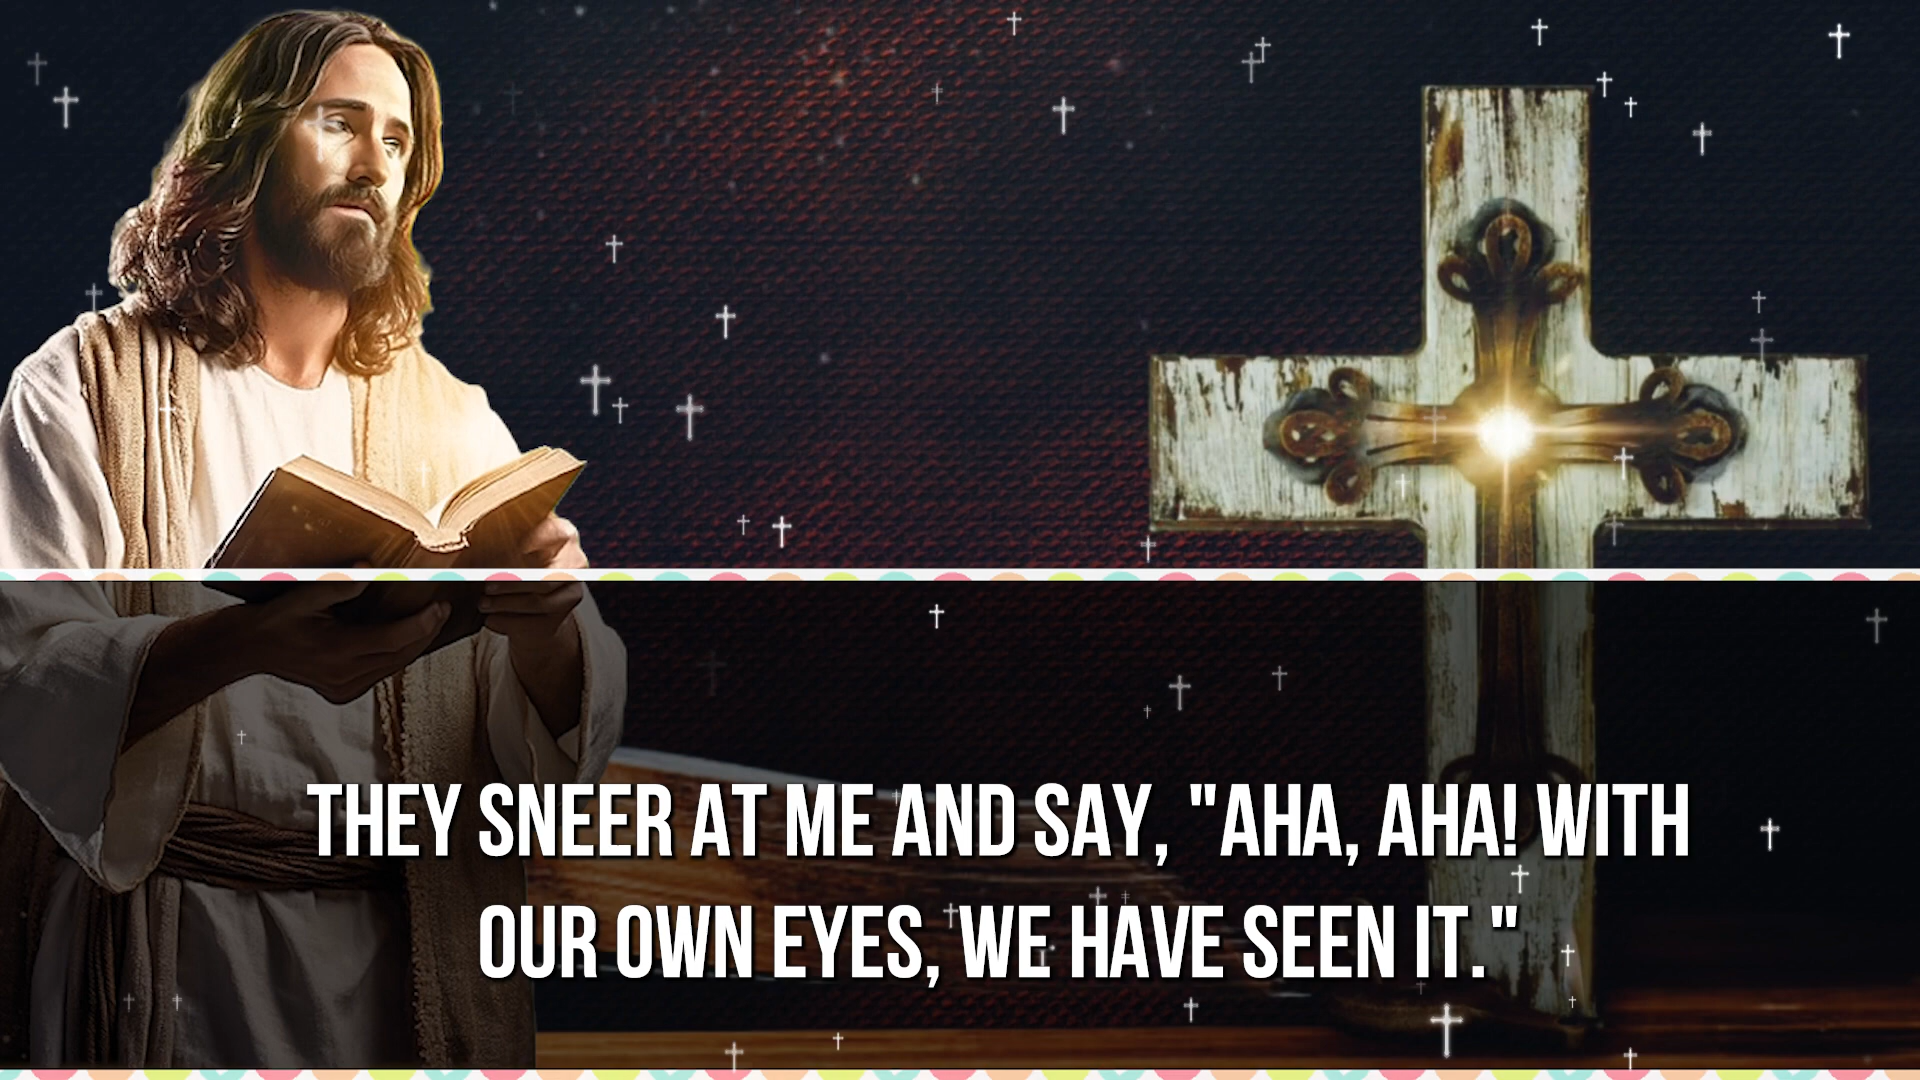 THEY SNEER AT ME AND SAY, "AHA, AHA! WITH
OUR OWN EYES, WE HAVE SEEN IT."